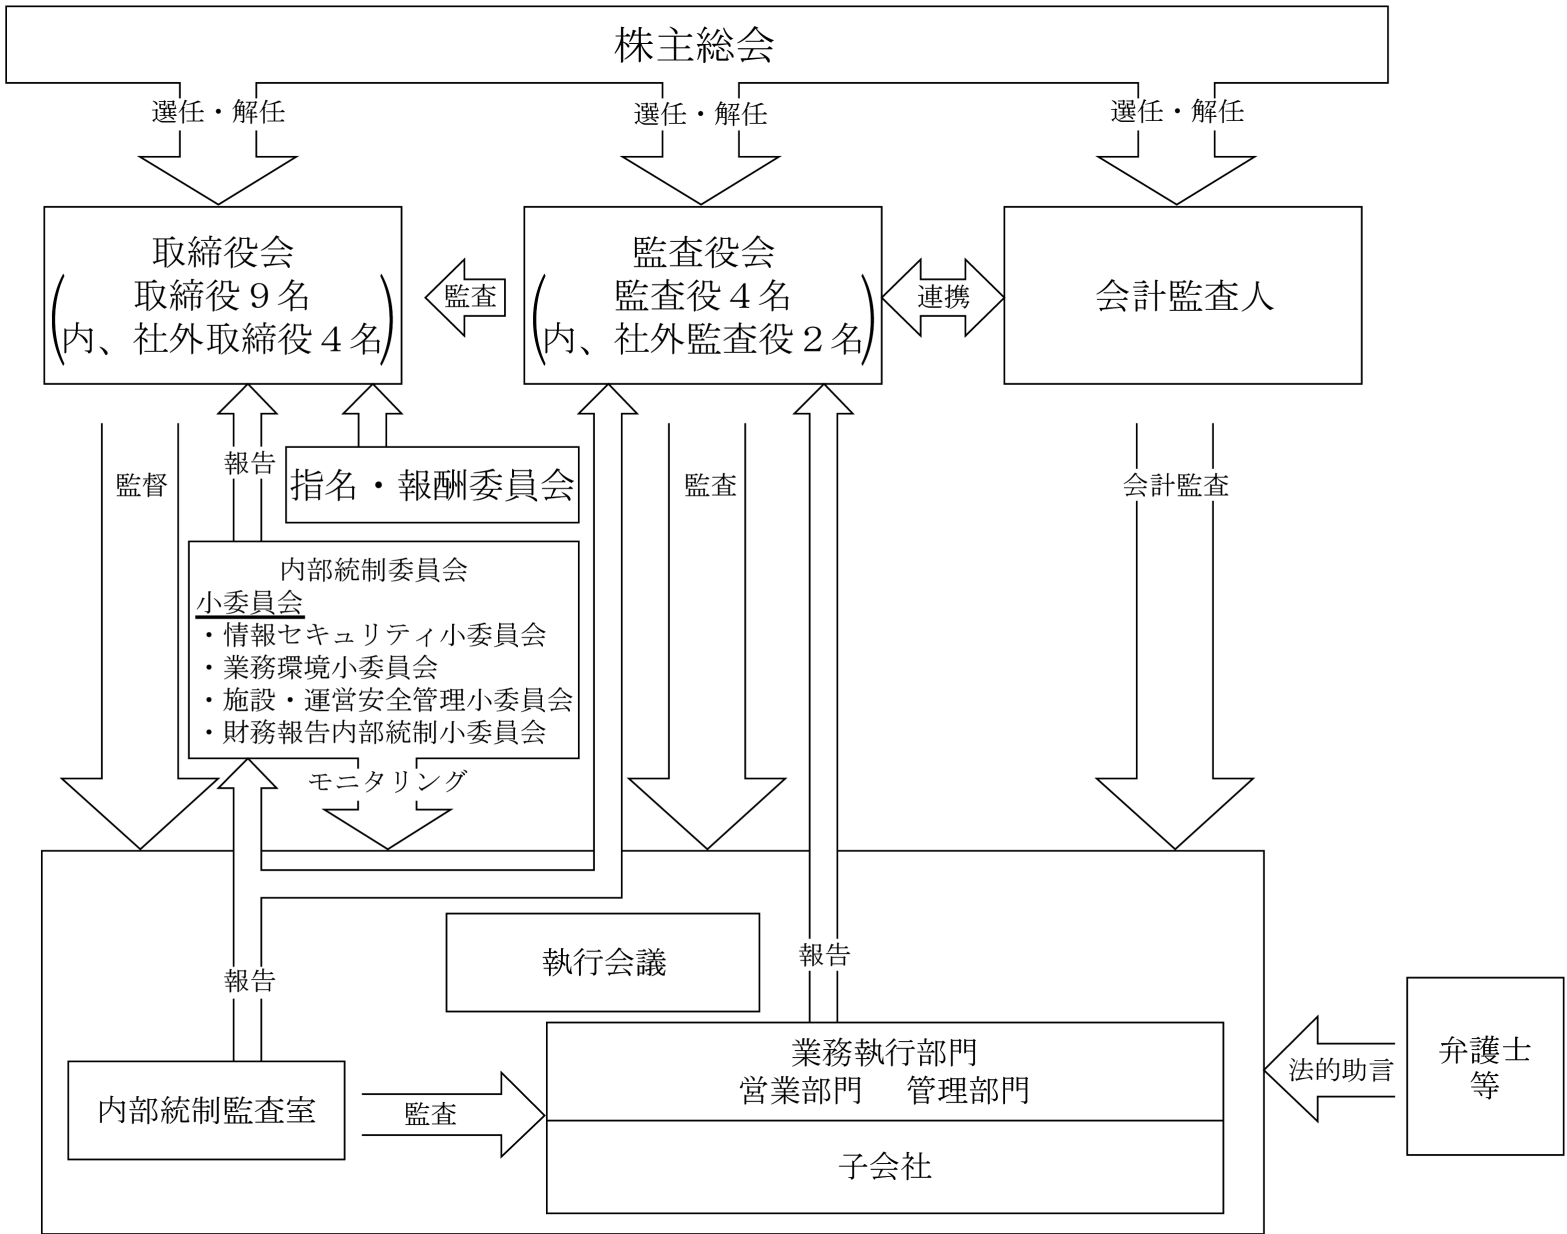 株主総会
選任・解任
選任・解任
選任・解任
取締役会
取締役９名
内、社外取締役４名
監査
監査役会
監査役４名
内、社外監査役２名
連携
会計監査人
監督
報告
指名・報酬委員会
監査
会計監査
内部統制委員会
小委員会
・情報セキュリティ小委員会
・業務環境小委員会
・施設・運営安全管理小委員会
・財務報告内部統制小委員会
モニタリング
執行会議
報告
報告
業務執行部門
営業部門　管理部門
子会社
内部統制監査室
監査
法的助言
弁護士
等